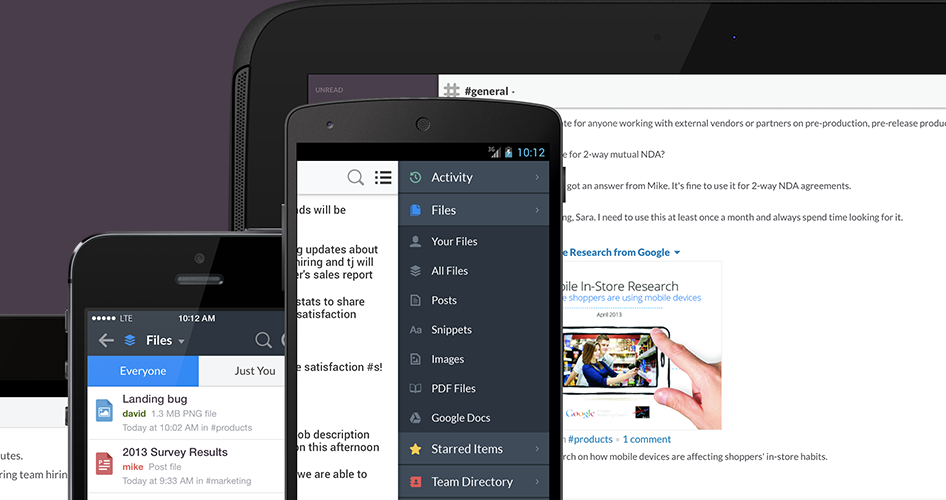 UNREAD
#general
te for anyone working with external vendors or partners on pre-production, pre-release produ
e for 2-way mutual NDA?
got an answer from Mike. It's fine to use it for 2-way NDA agreements.
ng, Sara. I need to use this at least once a month and always spend time looking for it.
e Research from Google
bile In-Store Research
e shoppers are using mobile devices
April 2013
Google
n #products • 1 comment
rch on how mobile devices are affecting shoppers' in-store habits.
3G
10:12
nds will be
g updates about
hiring and tj will
er's sales report
stats to share
satisfaction
e satisfaction #s!
ob description
on this afternoon
we are able to
Activity
Files
Your Files
All Files
Posts
Aa Snippets
Images
PDF Files
Google Docs
Starred Items
Team Directory
LTE
10:12 AM
Files
Everyone
Just You
Landing bug
david 1.3 MB PNG file
Today at 10:02 AM in #products
2013 Survey Results
mike Post file
Today at 9:33 AM in #marketing
utes.
ring team hirin